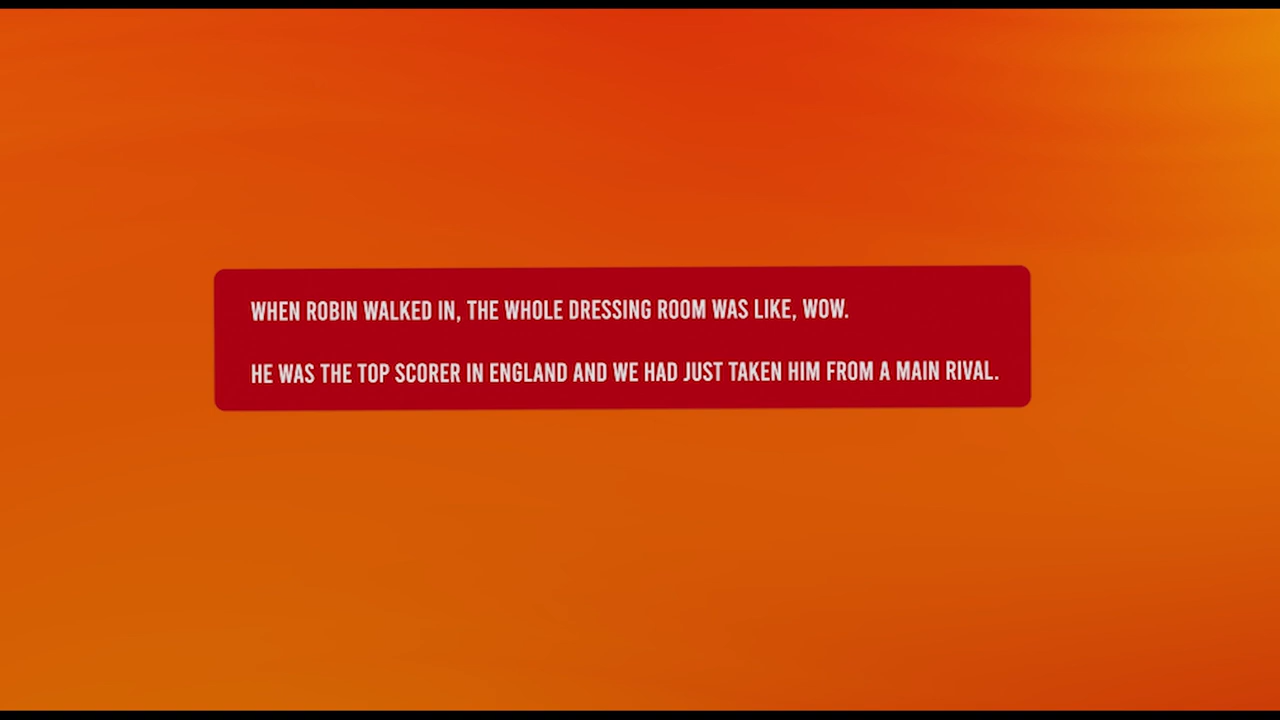 WHEN ROBIN WALKED IN, THE WHOLE DRESSING ROOM WAS LIKE, WOW.
HE WAS THE TOP SCORER IN ENGLAND AND WE HAD JUST TAKEN HIM FROM A MAIN RIVAL.